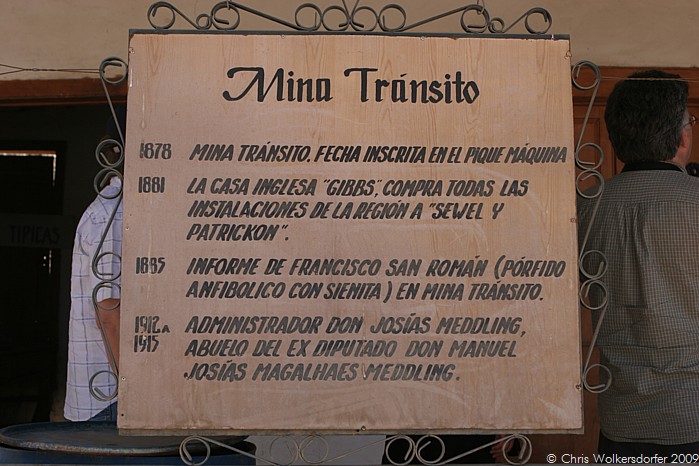 Mina Tránsito
1878 MINA TRÁNSITO. FECHA INSCRITA EN EL PIQUE MÁQUINA
1881 LA CASA INGLESA "GIBBS", COMPRA TODAS LAS
INSTALACIONES DE LA REGIÓN A "SEWEL Y
PATRICKON".
1885 INFORME DE FRANCISCO SAN ROMÁN (PÓRFIDO
ANFIBOLICO CON SIENITA) EN MINA TRÁNSITO.
1912 A ADMINISTRADOR DON JOSÍAS MEDDLING,
1915 ABUELO DEL EX DIPUTADO DON MANUEL
JOSÍAS MAGALHAES MEDDLING.
TIPICAS
© Chris Wolkersdorfer 2009